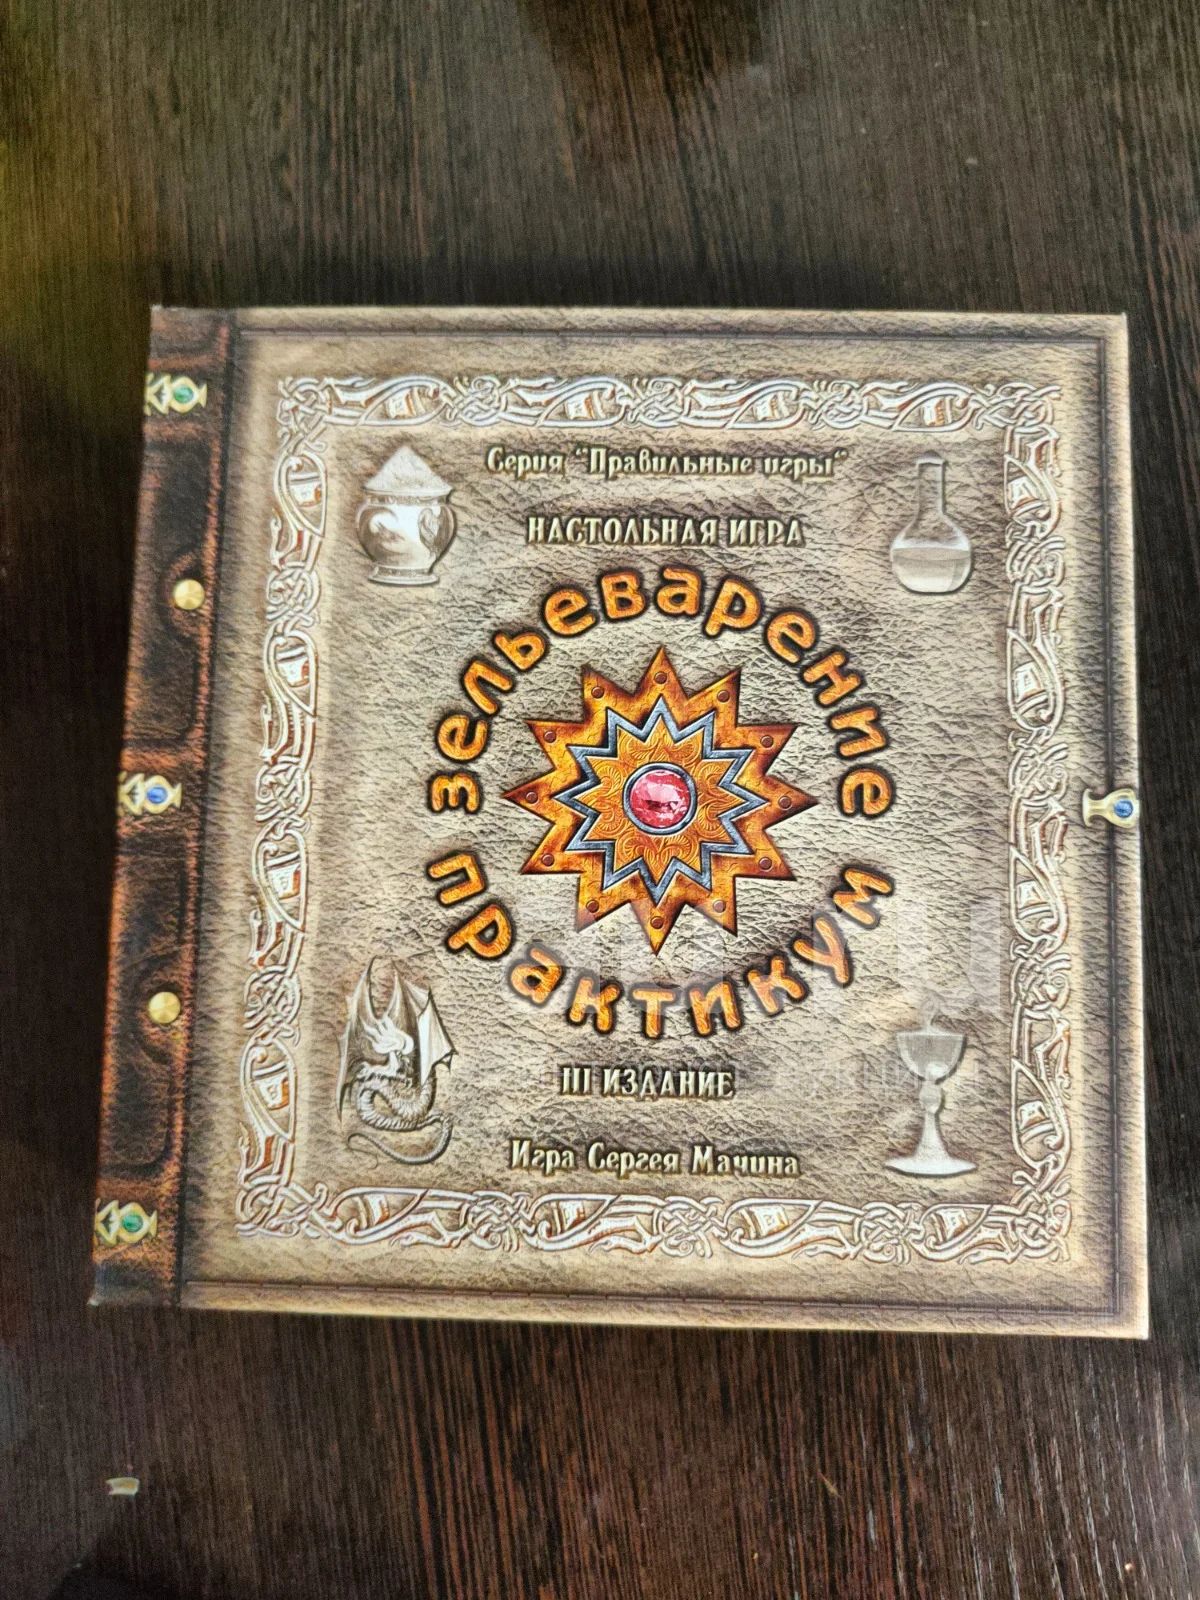 Серия "Правильные игры"
НАСТОЛЬНАЯ ИГРА
зельеварение
практикум
III ИЗДАНИЕ
Игра Сергея Мачина